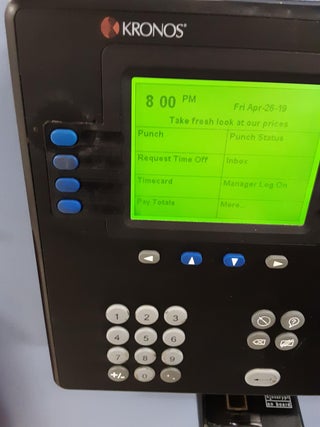 KRONOS
8 00 PM
Fri Apr-26-19
Take fresh look at our prices
Punch
Punch Status
Request Time Off
Inbox
Timecard
Manager Log On
Pay Totals
More...
1 2 3
4 5 6
7 8 9
+/- 0 .